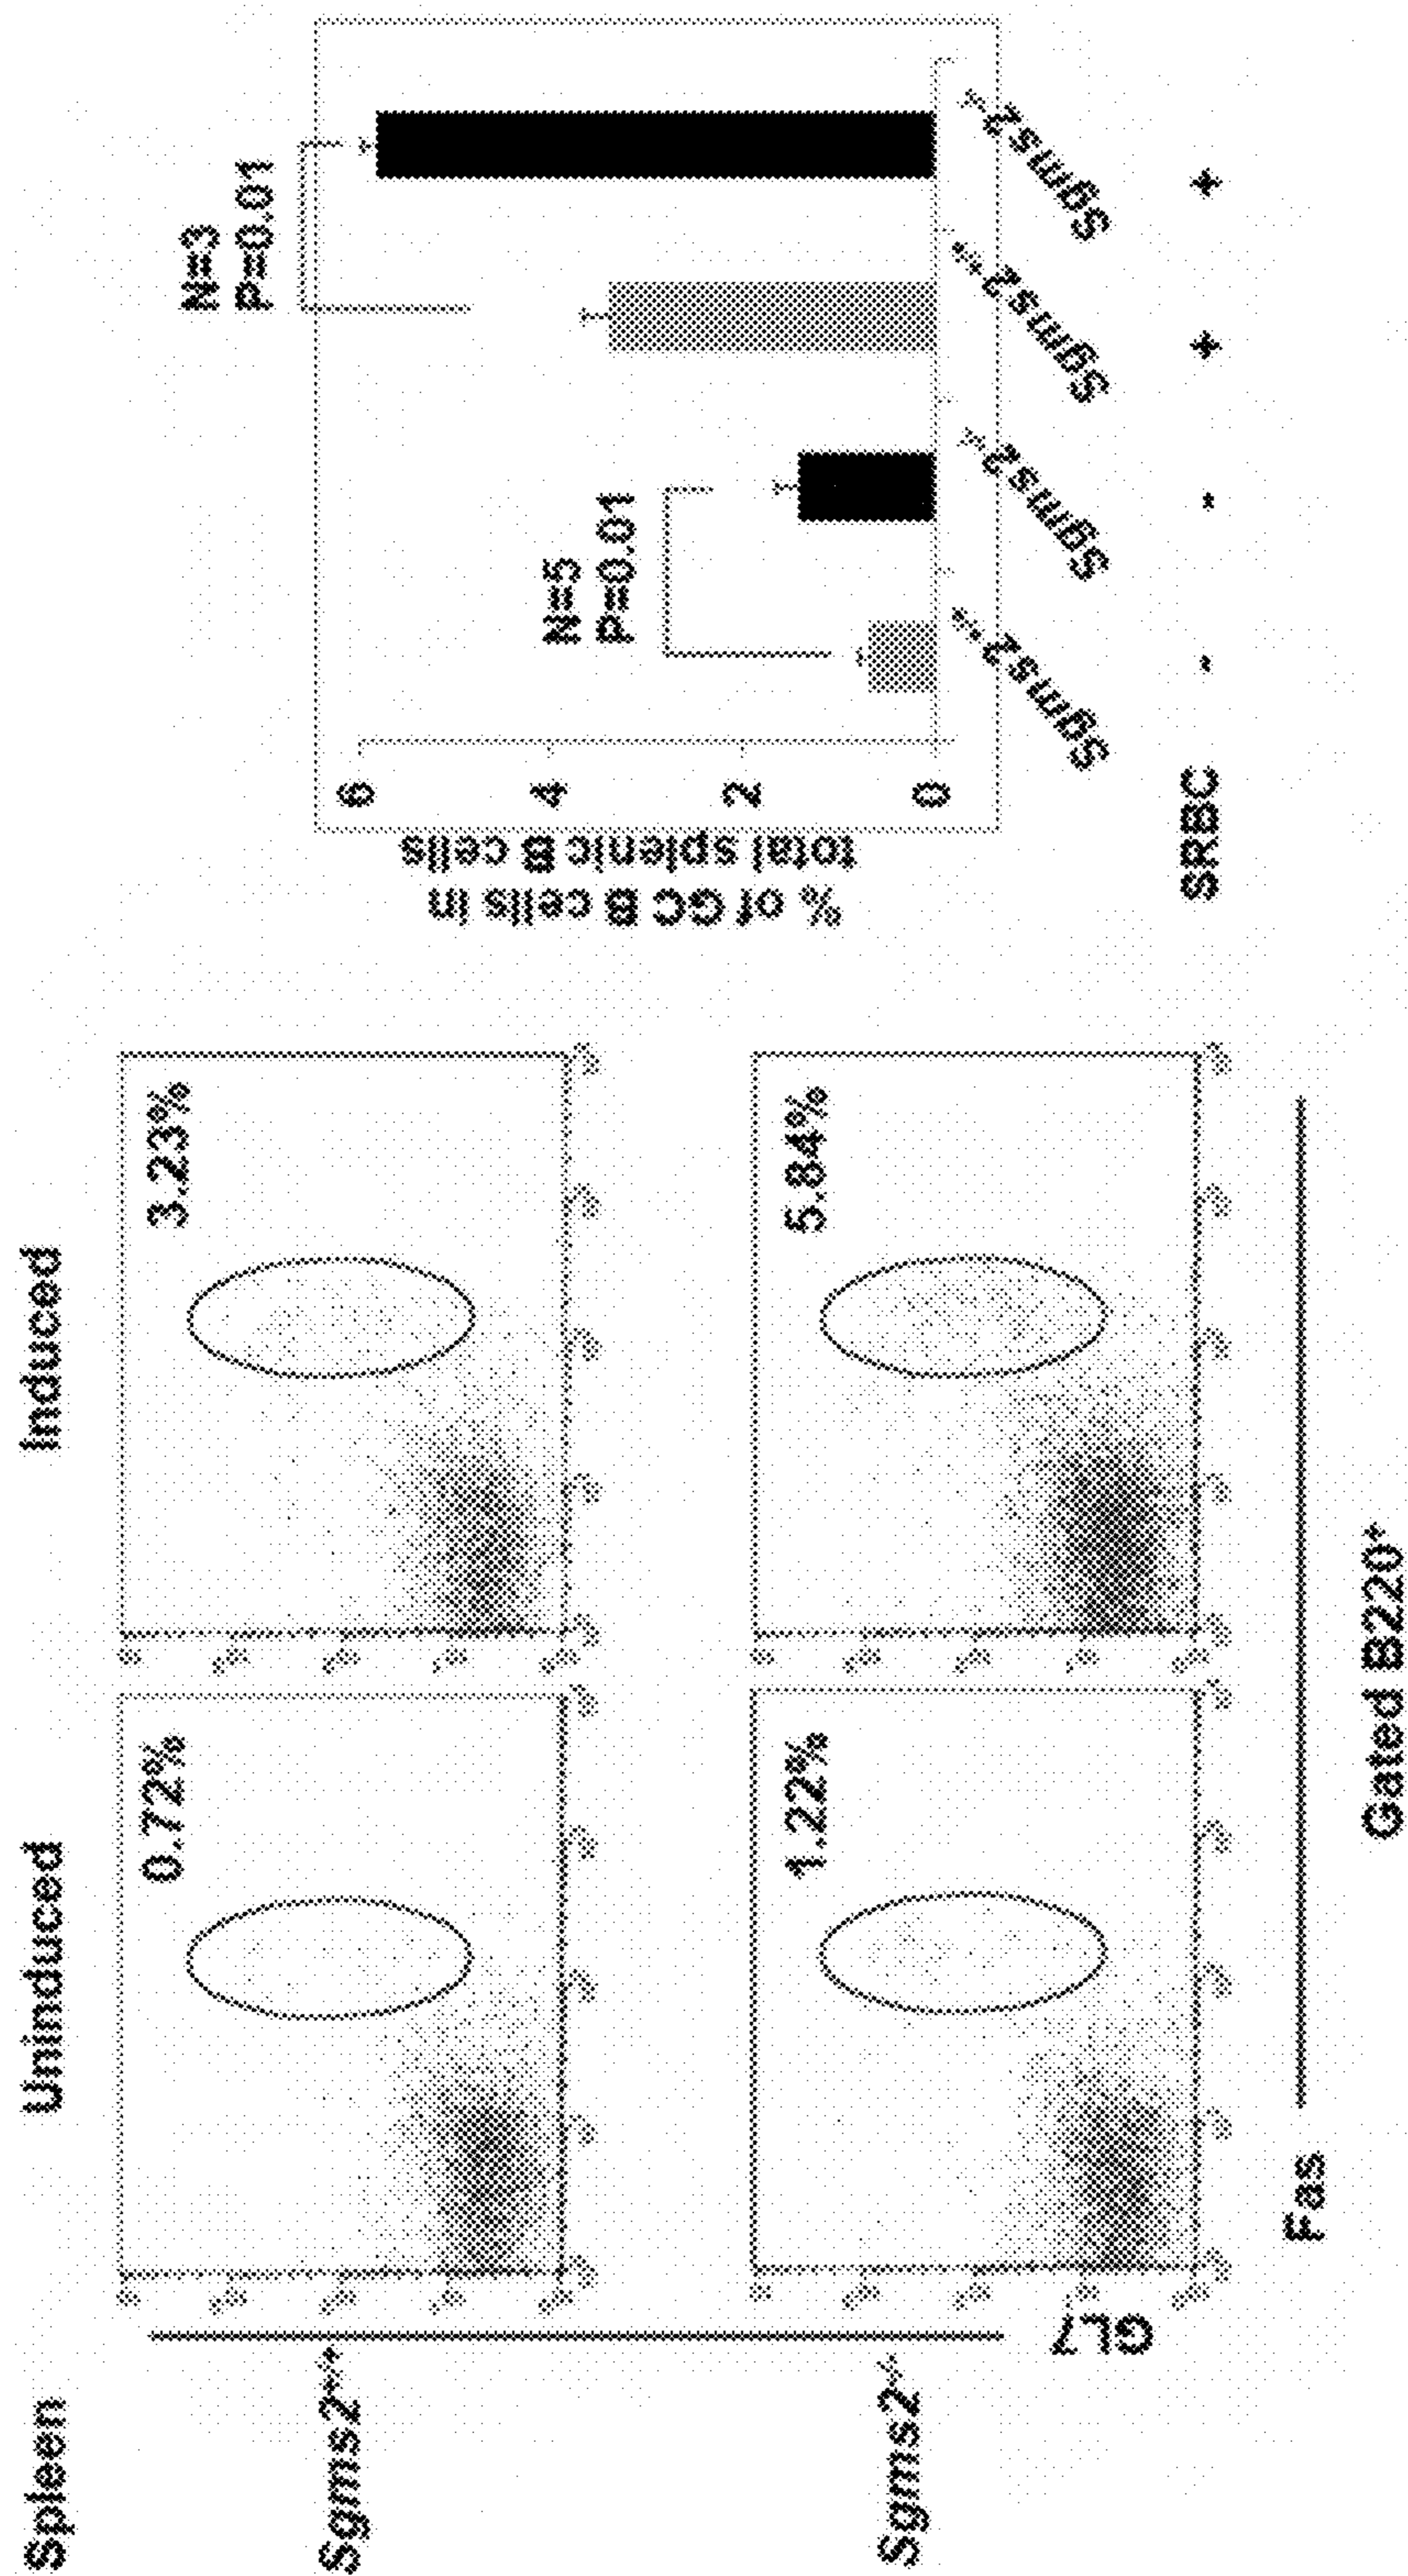 Spleen
Uninduced
Induced
Sgms2+/+
0.72%
3.23%
Sgms2-/-
1.22%
5.84%
GL7
Fas
Gated B220+
% of GC B cells in
total splenic B cells
6
4
2
0
N=5
P=0.01
N=3
P=0.01
Sgms2+/+
Sgms2-/-
Sgms2+/+
Sgms2-/-
SRBC - - + +